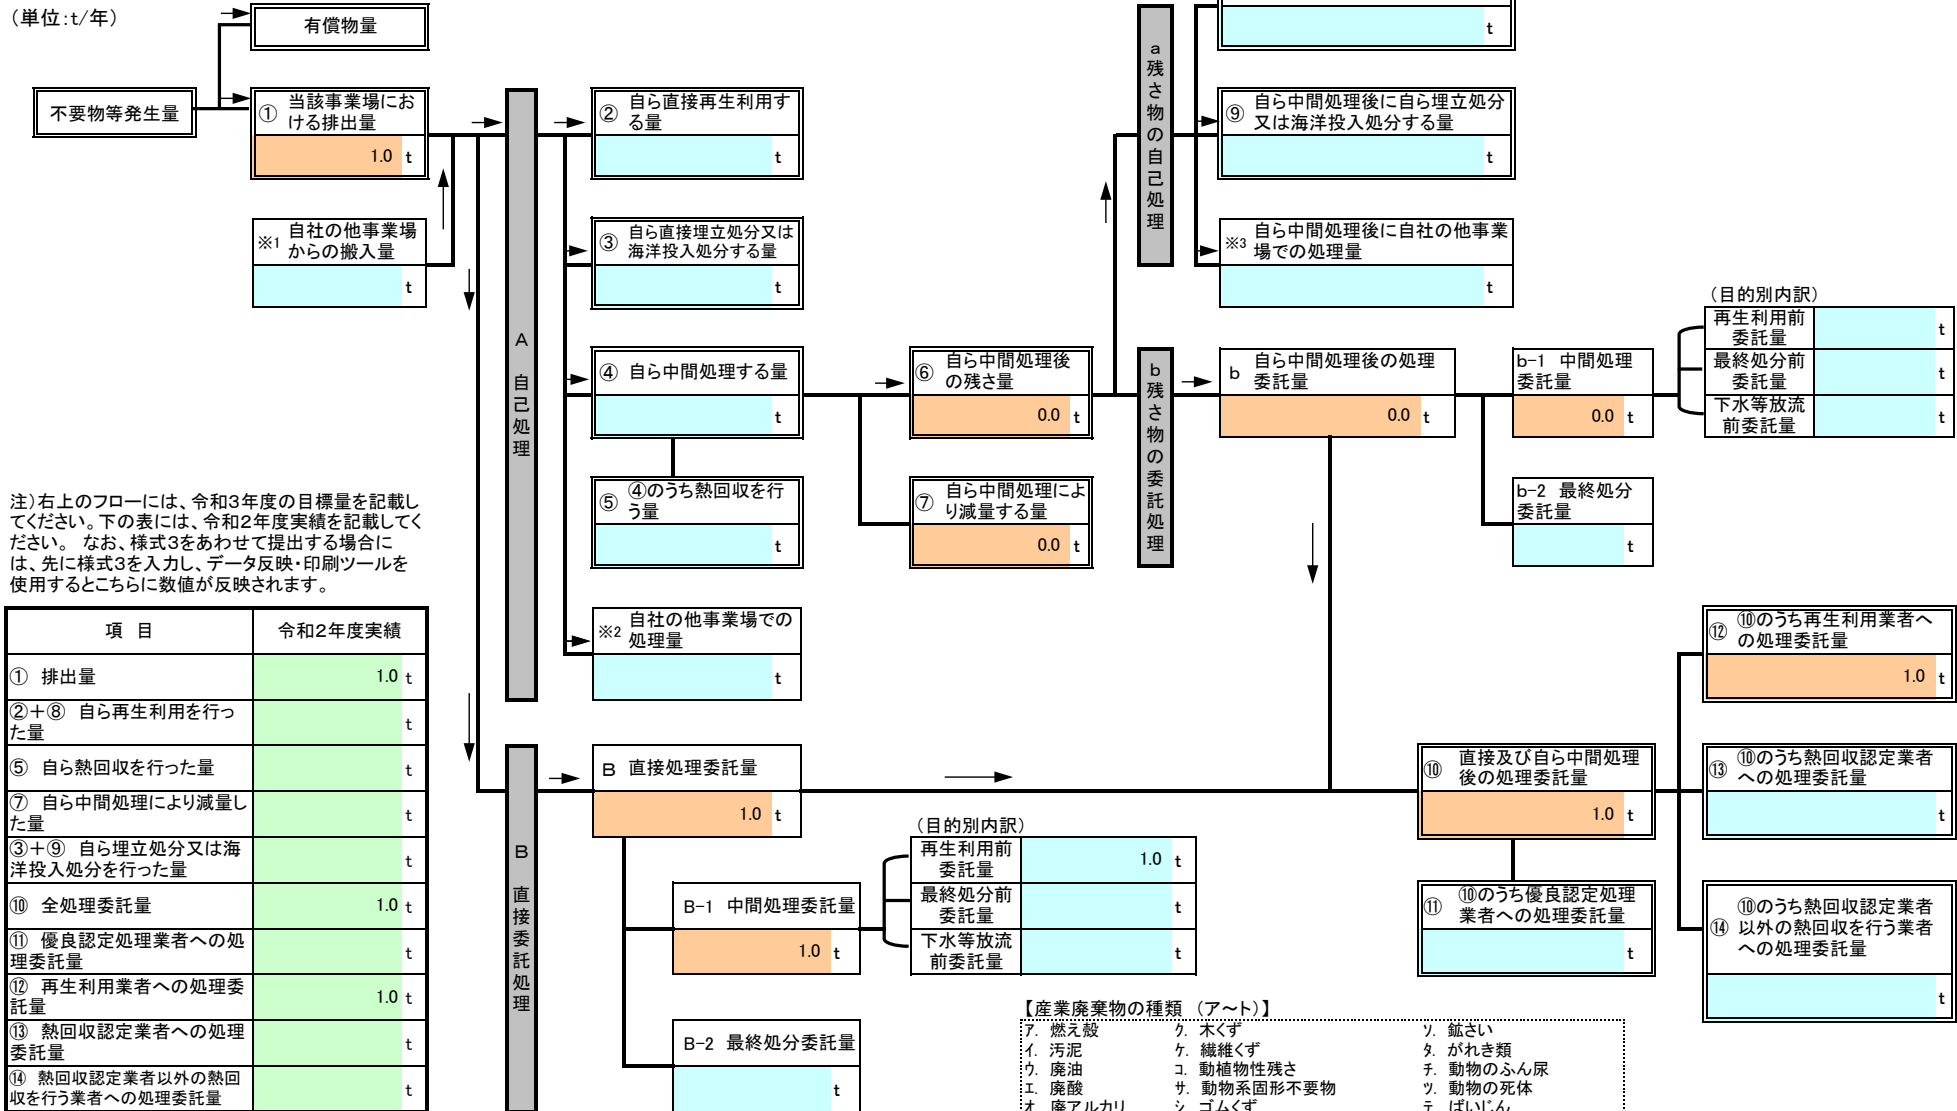 (単位:t/年)
有償物量
不要物等発生量
① 当該事業場にお
ける排出量
1.0 t
※1 自社の他事業場
からの搬入量
t
A 自己処理
② 自ら直接再生利用す
る量
t
③ 自ら直接埋立処分又は
海洋投入処分する量
t
④ 自ら中間処理する量
t
⑤ ④のうち熱回収を行
う量
t
※2 自社の他事業場での
処理量
t
⑥ 自ら中間処理後
の残さ量
0.0 t
⑦ 自ら中間処理によ
り減量する量
0.0 t
a 残さ物の自己処理
t
⑨ 自ら中間処理後に自ら埋立処分
又は海洋投入処分する量
t
※3 自ら中間処理後に自社の他事業
場での処理量
t
b 残さ物の委託処理
b 自ら中間処理後の処理
委託量
0.0 t
b-1 中間処理
委託量
0.0 t
b-2 最終処分
委託量
t
(目的別内訳)
再生利用前
委託量
t
最終処分前
委託量
t
下水等放流
前委託量
t
注)右上のフローには、令和3年度の目標量を記載し
てください。下の表には、令和2年度実績を記載してく
ださい。 なお、様式3をあわせて提出する場合に
は、先に様式3を入力し、データ反映・印刷ツールを
使用するとこちらに数値が反映されます。
項 目 令和2年度実績
① 排出量 1.0 t
②+⑧ 自ら再生利用を行っ
た量 t
⑤ 自ら熱回収を行った量 t
⑦ 自ら中間処理により減量し
た量 t
③+⑨ 自ら埋立処分又は海
洋投入処分を行った量 t
⑩ 全処理委託量 1.0 t
⑪ 優良認定処理業者への処
理委託量 t
⑫ 再生利用業者への処理委
託量 1.0 t
⑬ 熱回収認定業者への処理
委託量 t
⑭ 熱回収認定業者以外の熱回
収を行う業者への処理委託量 t
B 直接委託処理
B 直接処理委託量
1.0 t
B-1 中間処理委託量
1.0 t
B-2 最終処分委託量
t
(目的別内訳)
再生利用前
委託量
1.0 t
最終処分前
委託量
t
下水等放流
前委託量
t
⑩ 直接及び自ら中間処理
後の処理委託量
1.0 t
⑪ ⑩のうち優良認定処理
業者への処理委託量
t
⑫ ⑩のうち再生利用業者へ
の処理委託量
1.0 t
⑬ ⑩のうち熱回収認定業者
への処理委託量
t
⑭ ⑩のうち熱回収認定業者
以外の熱回収を行う業者
への処理委託量
t
【産業廃棄物の種類 (ア~ト)】
ア. 燃え殻 ク. 木くず ソ. 鉱さい
イ. 汚泥 ケ. 繊維くず タ. がれき類
ウ. 廃油 コ. 動植物性残さ チ. 動物のふん尿
エ. 廃酸 サ. 動物系固形不要物 ツ. 動物の死体
オ. 廃アルカリ シ. ゴムくず テ. ばいじん